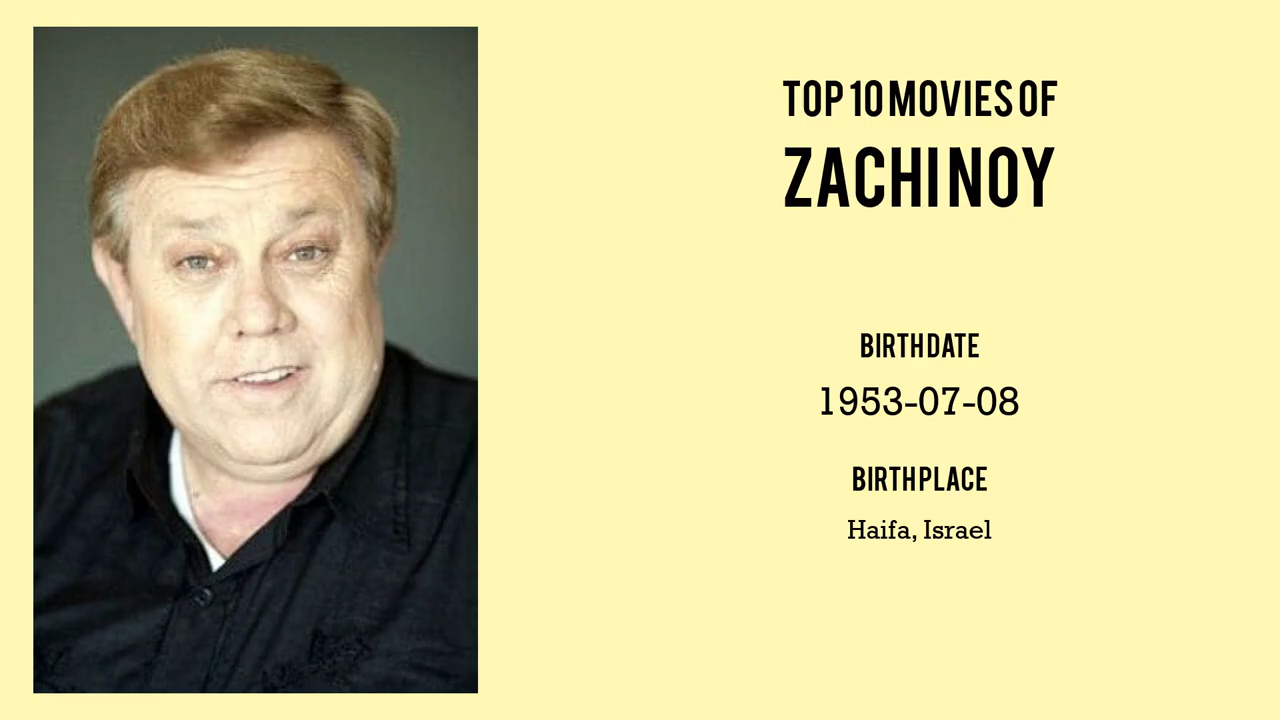 TOP 10 MOVIES OF
ZACHI NOY
BIRTHDATE
1953-07-08
BIRTHPLACE
Haifa, Israel